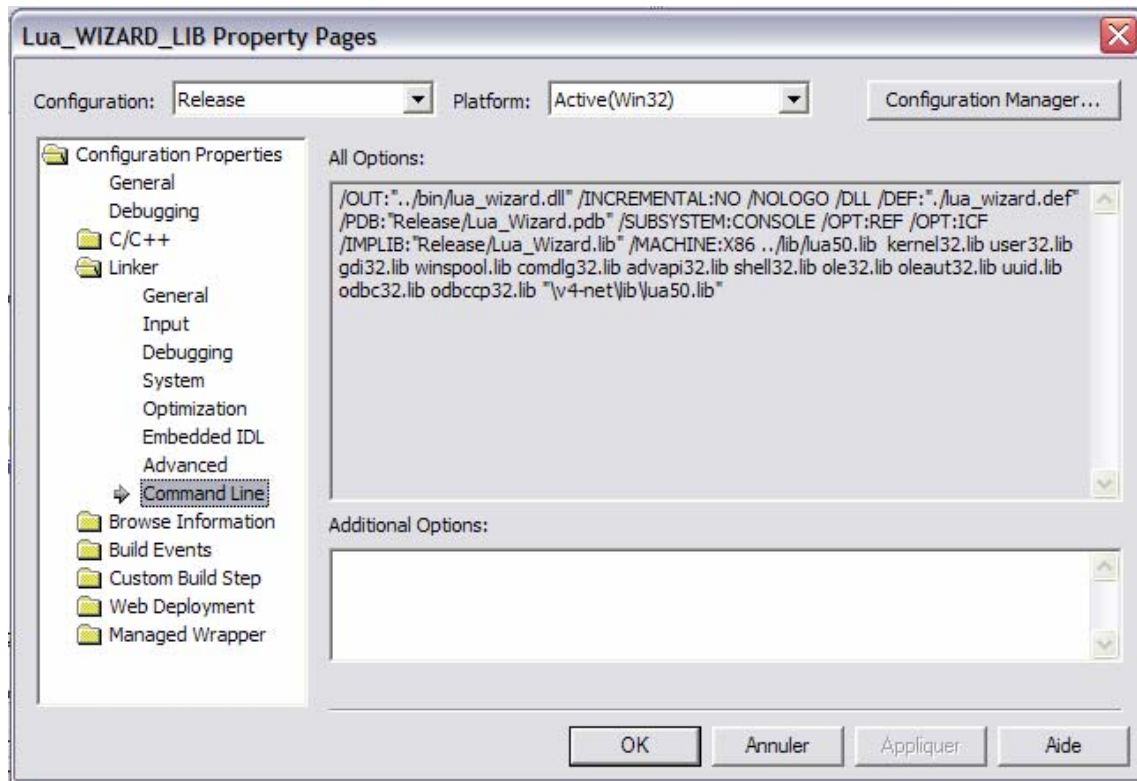 Lua_WIZARD_LIB Property Pages
Configuration: Release Platform: Active(Win32) Configuration Manager...
Configuration Properties
General
Debugging
C/C++
Linker
General
Input
Debugging
System
Optimization
Embedded IDL
Advanced
Command Line
Browse Information
Build Events
Custom Build Step
Web Deployment
Managed Wrapper
All Options:
/OUT:"../bin/lua_wizard.dll" /INCREMENTAL:NO /NOLOGO /DLL /DEF:"./lua_wizard.def"
/PDB:"Release/Lua_Wizard.pdb" /SUBSYSTEM:CONSOLE /OPT:REF /OPT:ICF
/IMPLIB:"Release/Lua_Wizard.lib" /MACHINE:X86 ../lib/lua50.lib kernel32.lib user32.lib
gdi32.lib winspool.lib comdlg32.lib advapi32.lib shell32.lib ole32.lib oleaut32.lib uuid.lib
odbc32.lib odbccp32.lib "\v4-net\lib\lua50.lib"
Additional Options:
OK Annuler Appliquer Aide